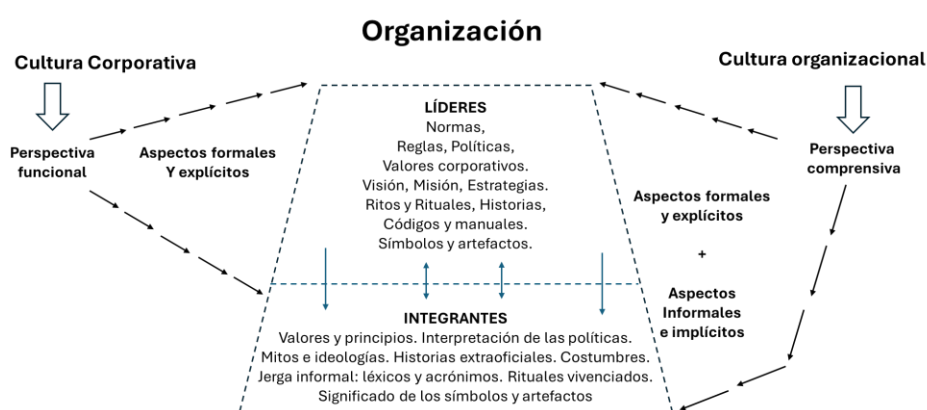 Organización
Cultura Corporativa
Cultura organizacional
Perspectiva
funcional
Aspectos formales
Y explícitos
LÍDERES
Normas,
Reglas, Políticas,
Valores corporativos.
Visión, Misión, Estrategias.
Ritos y Rituales, Historias,
Códigos y manuales.
Símbolos y artefactos.
Perspectiva
comprensiva
Aspectos formales
y explícitos
+
Aspectos
Informales
e implícitos
INTEGRANTES
Valores y principios. Interpretación de las políticas.
Mitos e ideologías. Historias extraoficiales. Costumbres.
Jerga informal: léxicos y acrónimos. Rituales vivenciados.
Significado de los símbolos y artefactos